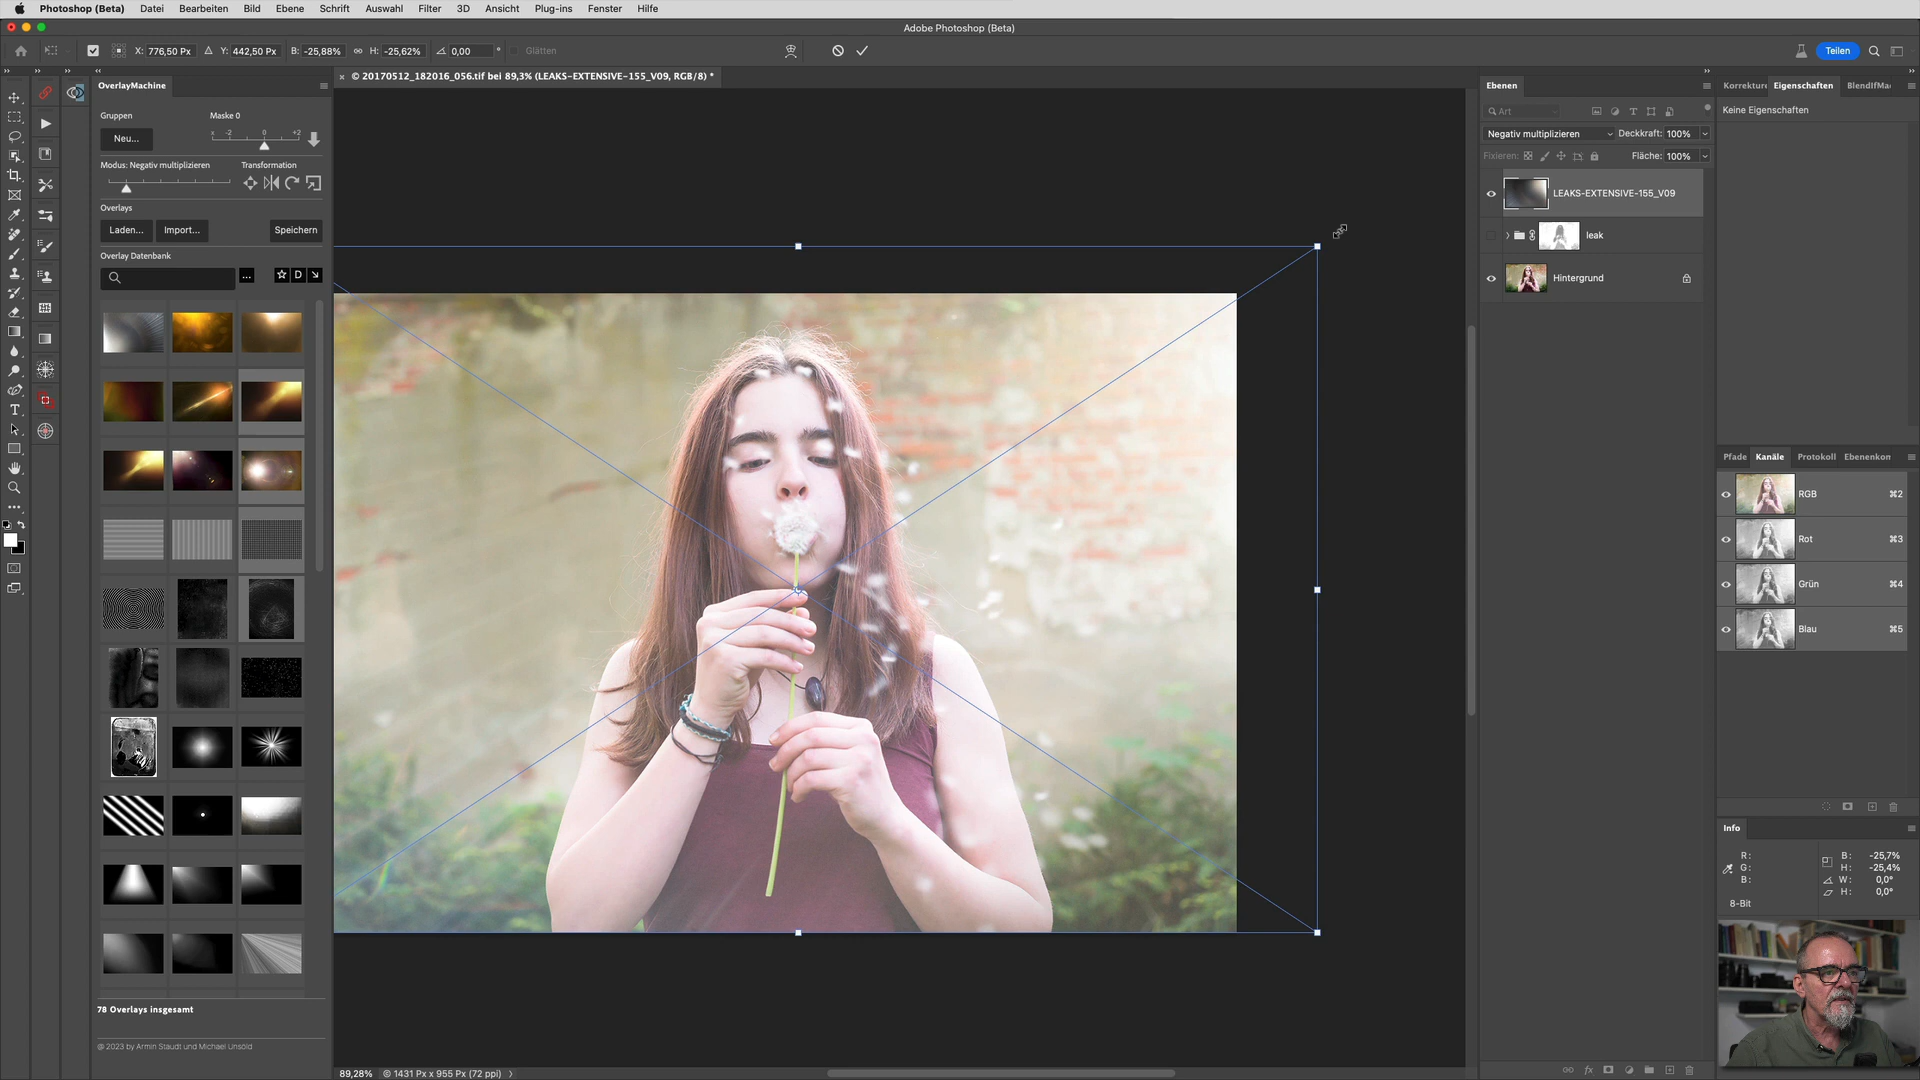 Photoshop (Beta) Datei Bearbeiten Bild Ebene Schrift Auswahl Filter 3D Ansicht Plug-ins Fenster Hilfe
Adobe Photoshop (Beta)
X: 776,50 Px Y: 442,50 Px B: -25,88% H: -25,62% 0,00 ° Glätten Teilen
OverlayMachine
© 20170512_182016_056.tif bei 89,3% (LEAKS-EXTENSIVE-155_V09, RGB/8) *
Gruppen Maske 0
Neu... x -2 0 +2
Modus: Negativ multiplizieren Transformation
Overlays
Laden... Import... Speichern
Overlay Datenbank
... D
78 Overlays insgesamt
@ 2023 by Armin Staudt und Michael Unsöld
89,28% © 1431 Px x 955 Px (72 ppi)
Ebenen
Art
Negativ multiplizieren Deckkraft: 100%
Fixieren: Fläche: 100%
LEAKS-EXTENSIVE-155_V09
leak
Hintergrund
fx
Korrekture Eigenschaften BlendIfMa
Keine Eigenschaften
Pfade Kanäle Protokoll Ebenenkon
RGB ⌘2
Rot ⌘3
Grün ⌘4
Blau ⌘5
Info
R: B: -25,7%
G: H: -25,4%
B: W: 0,0°
H: 0,0°
8-Bit